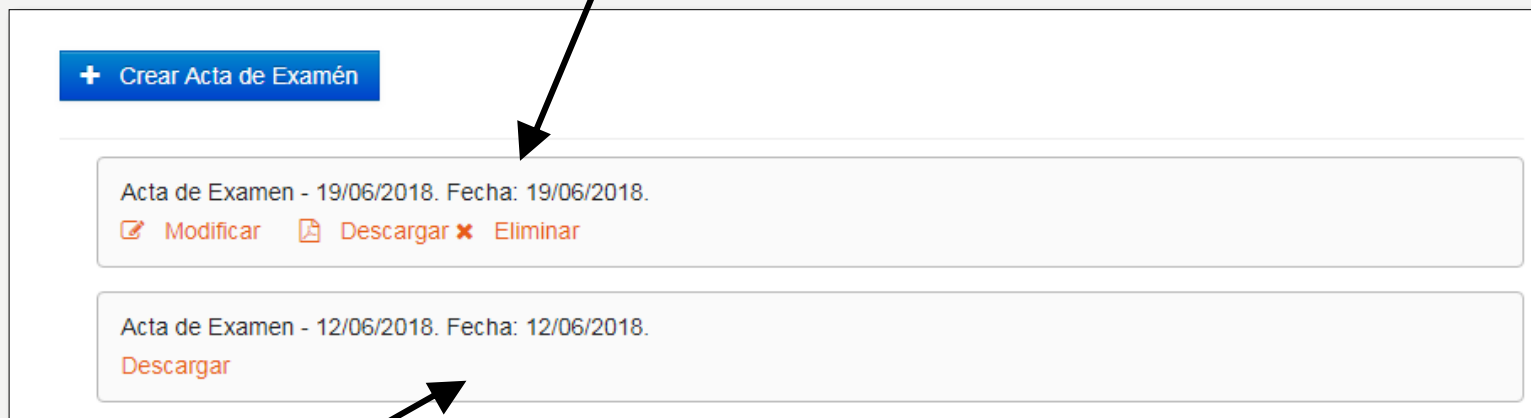 Crear Acta de Examén
Acta de Examen - 19/06/2018. Fecha: 19/06/2018.
Modificar Descargar Eliminar
Acta de Examen - 12/06/2018. Fecha: 12/06/2018.
Descargar